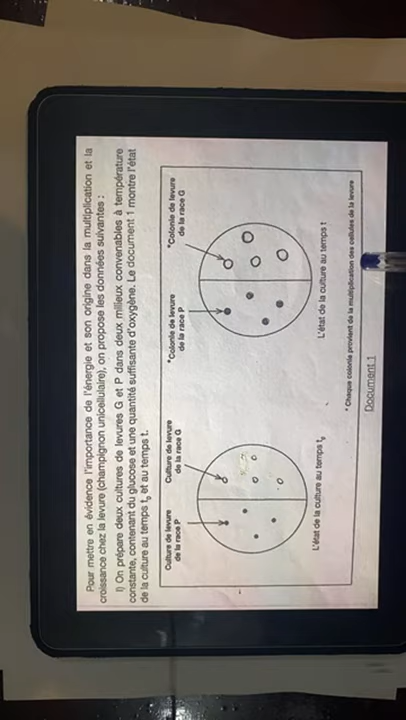 Pour mettre en évidence l'importance de l'énergie et son origine dans la multiplication et la
croissance chez la levure (champignon unicellulaire), on propose les données suivantes :
I) On prépare deux cultures de levures G et P dans deux milieux convenables à température
constante, contenant du glucose et une quantité suffisante d'oxygène. Le document 1 montre l'état
de la culture au temps t₀ et au temps t.
Culture de levure
de la race P
Culture de levure
de la race G
L'état de la culture au temps t₀
*Colonie de levure
de la race P
*Colonie de levure
de la race G
L'état de la culture au temps t
* Chaque colonie provient de la multiplication des cellules de la levure
Document 1